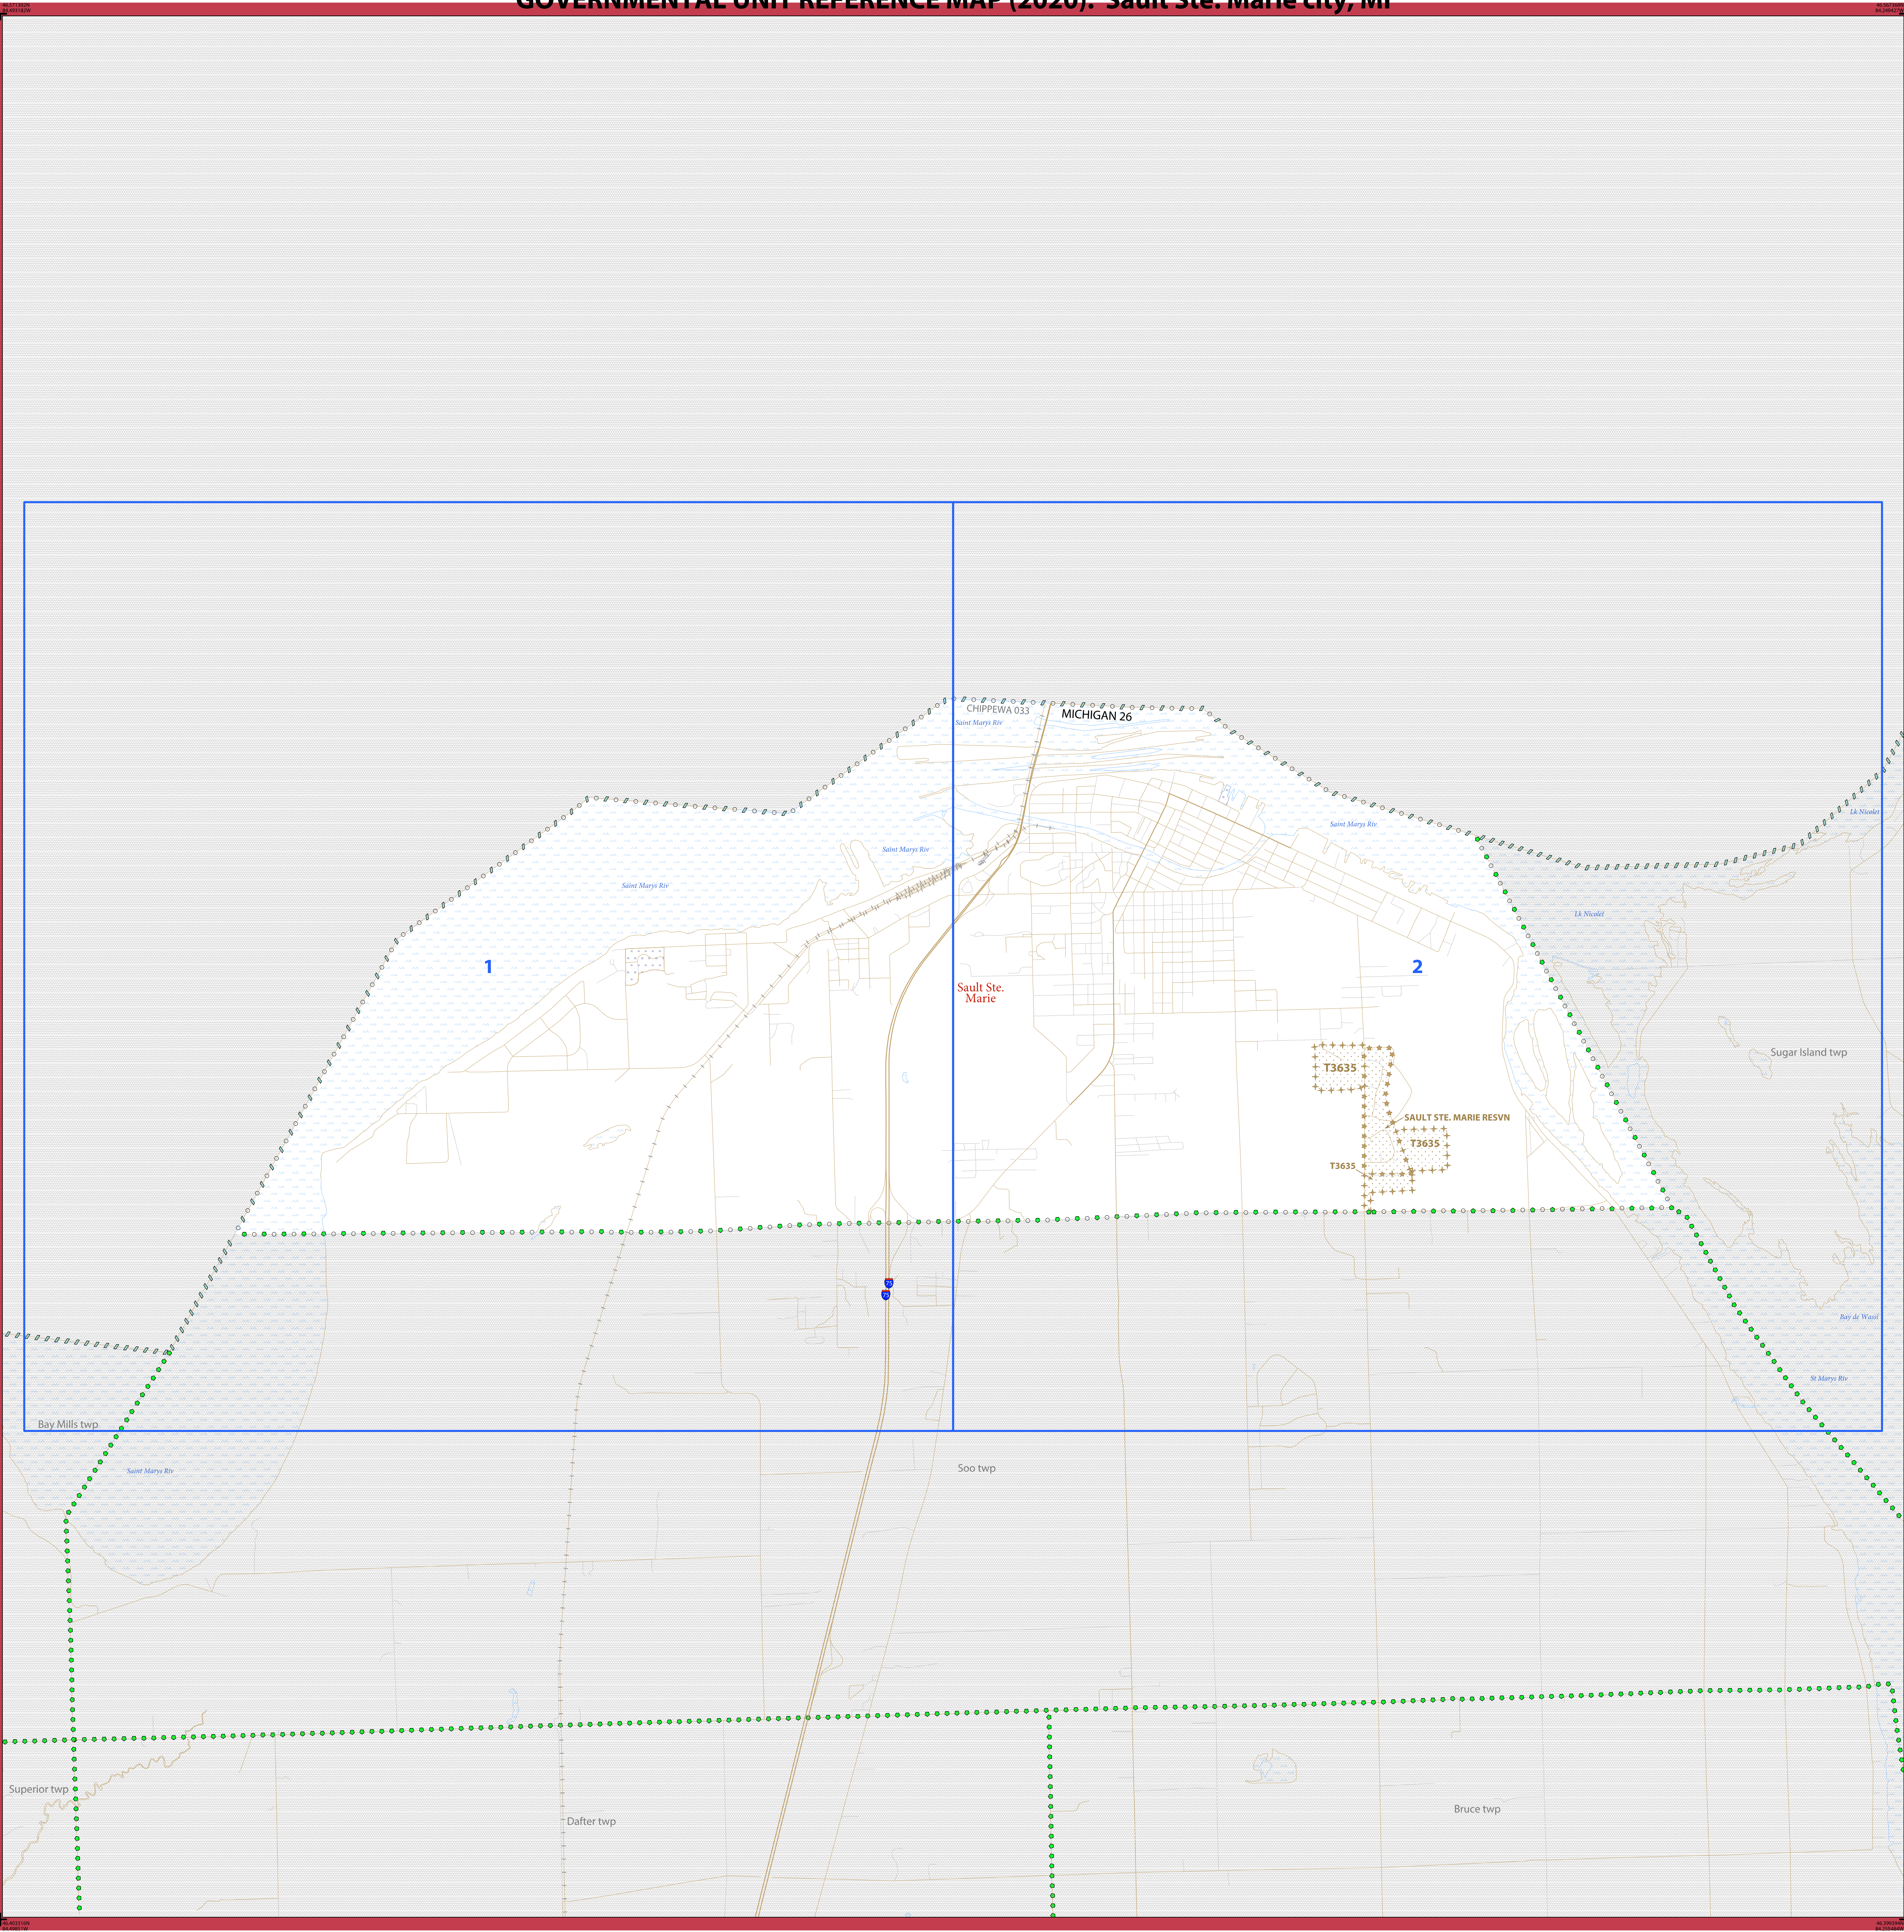 GOVERNMENTAL UNIT REFERENCE MAP (2020): Sault Ste. Marie city, MI
CHIPPEWA 033
MICHIGAN 26
Saint Marys Riv
Lk Nicolet
Saint Marys Riv
Saint Marys Riv
Saint Marys Riv
Lk Nicolet
1
2
Sault Ste.
Marie
Sugar Island twp
T3635
SAULT STE. MARIE RESVN
T3635
T3635
75
75
Bay de Wasai
St Marys Riv
Bay Mills twp
Saint Marys Riv
Soo twp
Superior twp
Dafter twp
Bruce twp